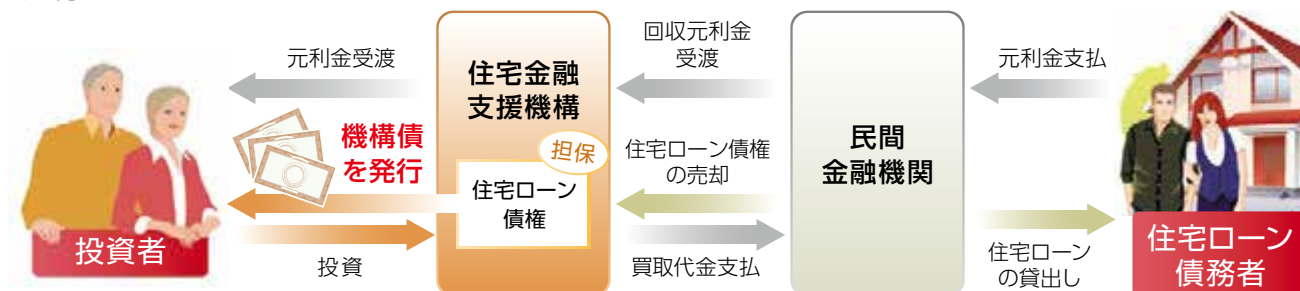 元利金受渡
機構債
を発行
投資
投資者
住宅金融
支援機構
担保
住宅ローン
債権
回収元利金
受渡
住宅ローン債権
の売却
買取代金支払
民間
金融機関
元利金支払
住宅ローン
の貸出し
住宅ローン
債務者